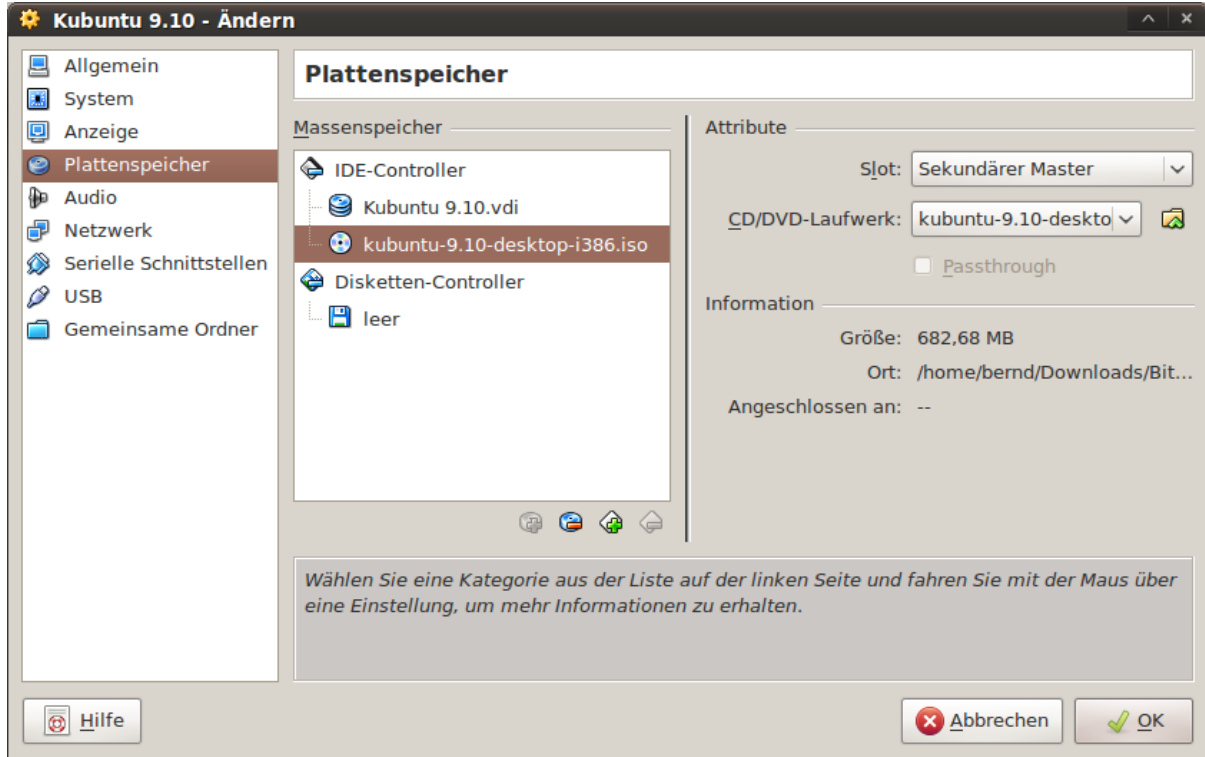 Kubuntu 9.10 - Ändern
Allgemein
System
Anzeige
Plattenspeicher
Audio
Netzwerk
Serielle Schnittstellen
USB
Gemeinsame Ordner
Plattenspeicher
Massenspeicher
IDE-Controller
Kubuntu 9.10.vdi
kubuntu-9.10-desktop-i386.iso
Disketten-Controller
leer
Attribute
Slot: Sekundärer Master
CD/DVD-Laufwerk: kubuntu-9.10-deskto
Passthrough
Information
Größe: 682,68 MB
Ort: /home/bernd/Downloads/Bit...
Angeschlossen an: --
Wählen Sie eine Kategorie aus der Liste auf der linken Seite und fahren Sie mit der Maus über
eine Einstellung, um mehr Informationen zu erhalten.
Hilfe
Abbrechen
OK